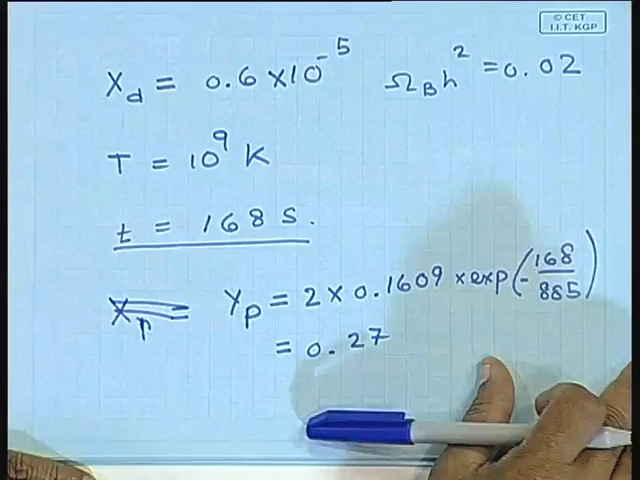 © CET
I.I.T. KGP
X_d = 0.6 × 10^-5   Ω_B h^2 = 0.02
T = 10^9 K
t = 168 s.
Y_p = 2 × 0.1609 × exp(-168/885)
= 0.27